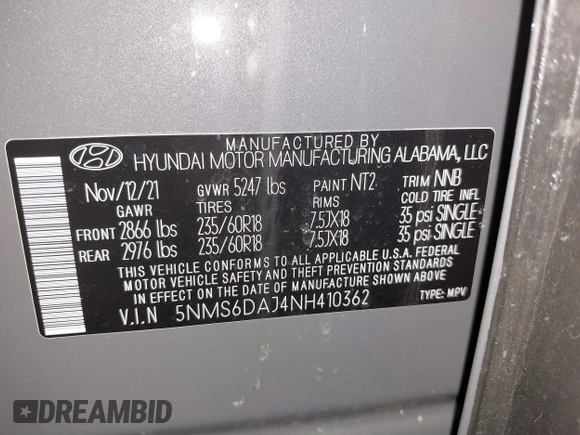 MANUFACTURED BY
HYUNDAI MOTOR MANUFACTURING ALABAMA, LLC
Nov/12/21 GVWR 5247 lbs PAINT NT2 TRIM NNB
GAWR TIRES RIMS COLD TIRE INFL
FRONT 2866 lbs 235/60R18 7.5JX18 35 psi SINGLE
REAR 2976 lbs 235/60R18 7.5JX18 35 psi SINGLE
THIS VEHICLE CONFORMS TO ALL APPLICABLE U.S.A. FEDERAL
MOTOR VEHICLE SAFETY AND THEFT PREVENTION STANDARDS
IN EFFECT ON THE DATE OF MANUFACTURE SHOWN ABOVE.
V.I.N 5NMS6DAJ4NH410362 TYPE: MPV
DREAMBID